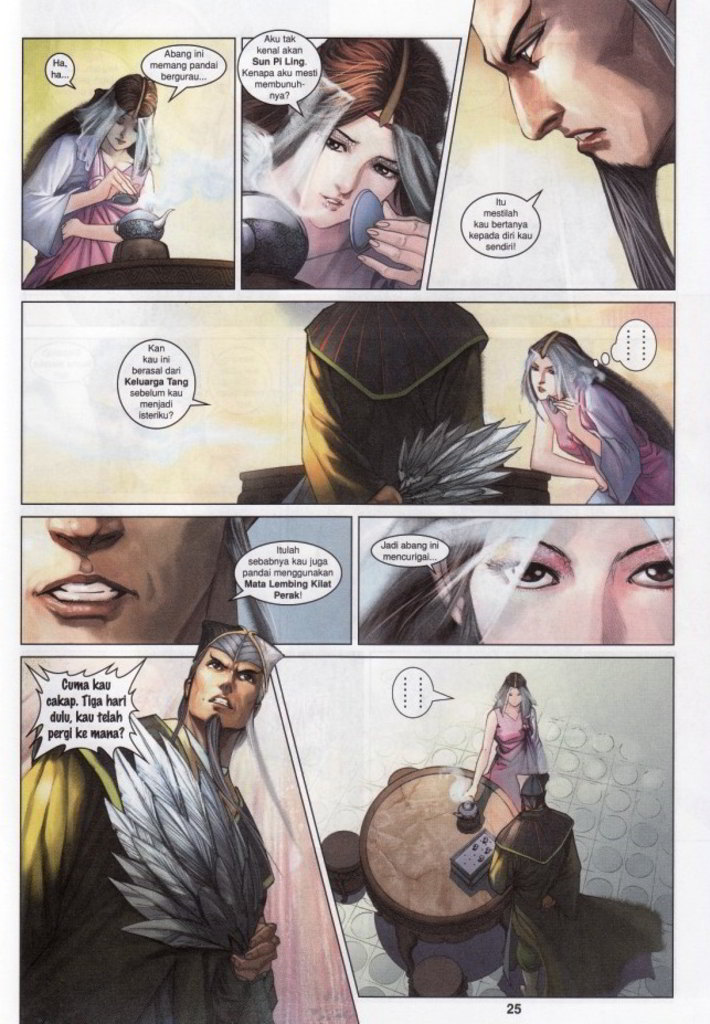 Ha,
ha...
Abang ini
memang pandai
bergurau...
Aku tak
kenal akan
Sun Pi Ling.
Kenapa aku mesti
membunuh-
nya?
Itu
mestilah
kau bertanya
kepada diri kau
sendiri!
Kan
kau ini
berasal dari
Keluarga Tang
sebelum kau
menjadi
isteriku?
Itulah
sebabnya kau juga
pandai menggunakan
Mata Lembing Kilat
Perak!
Jadi abang ini
mencurigai...
Cuma kau
cakap. Tiga hari
dulu, kau telah
pergi ke mana?
25